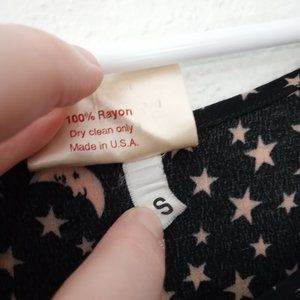 100% Rayon
Dry clean only
Made in U.S.A.
S